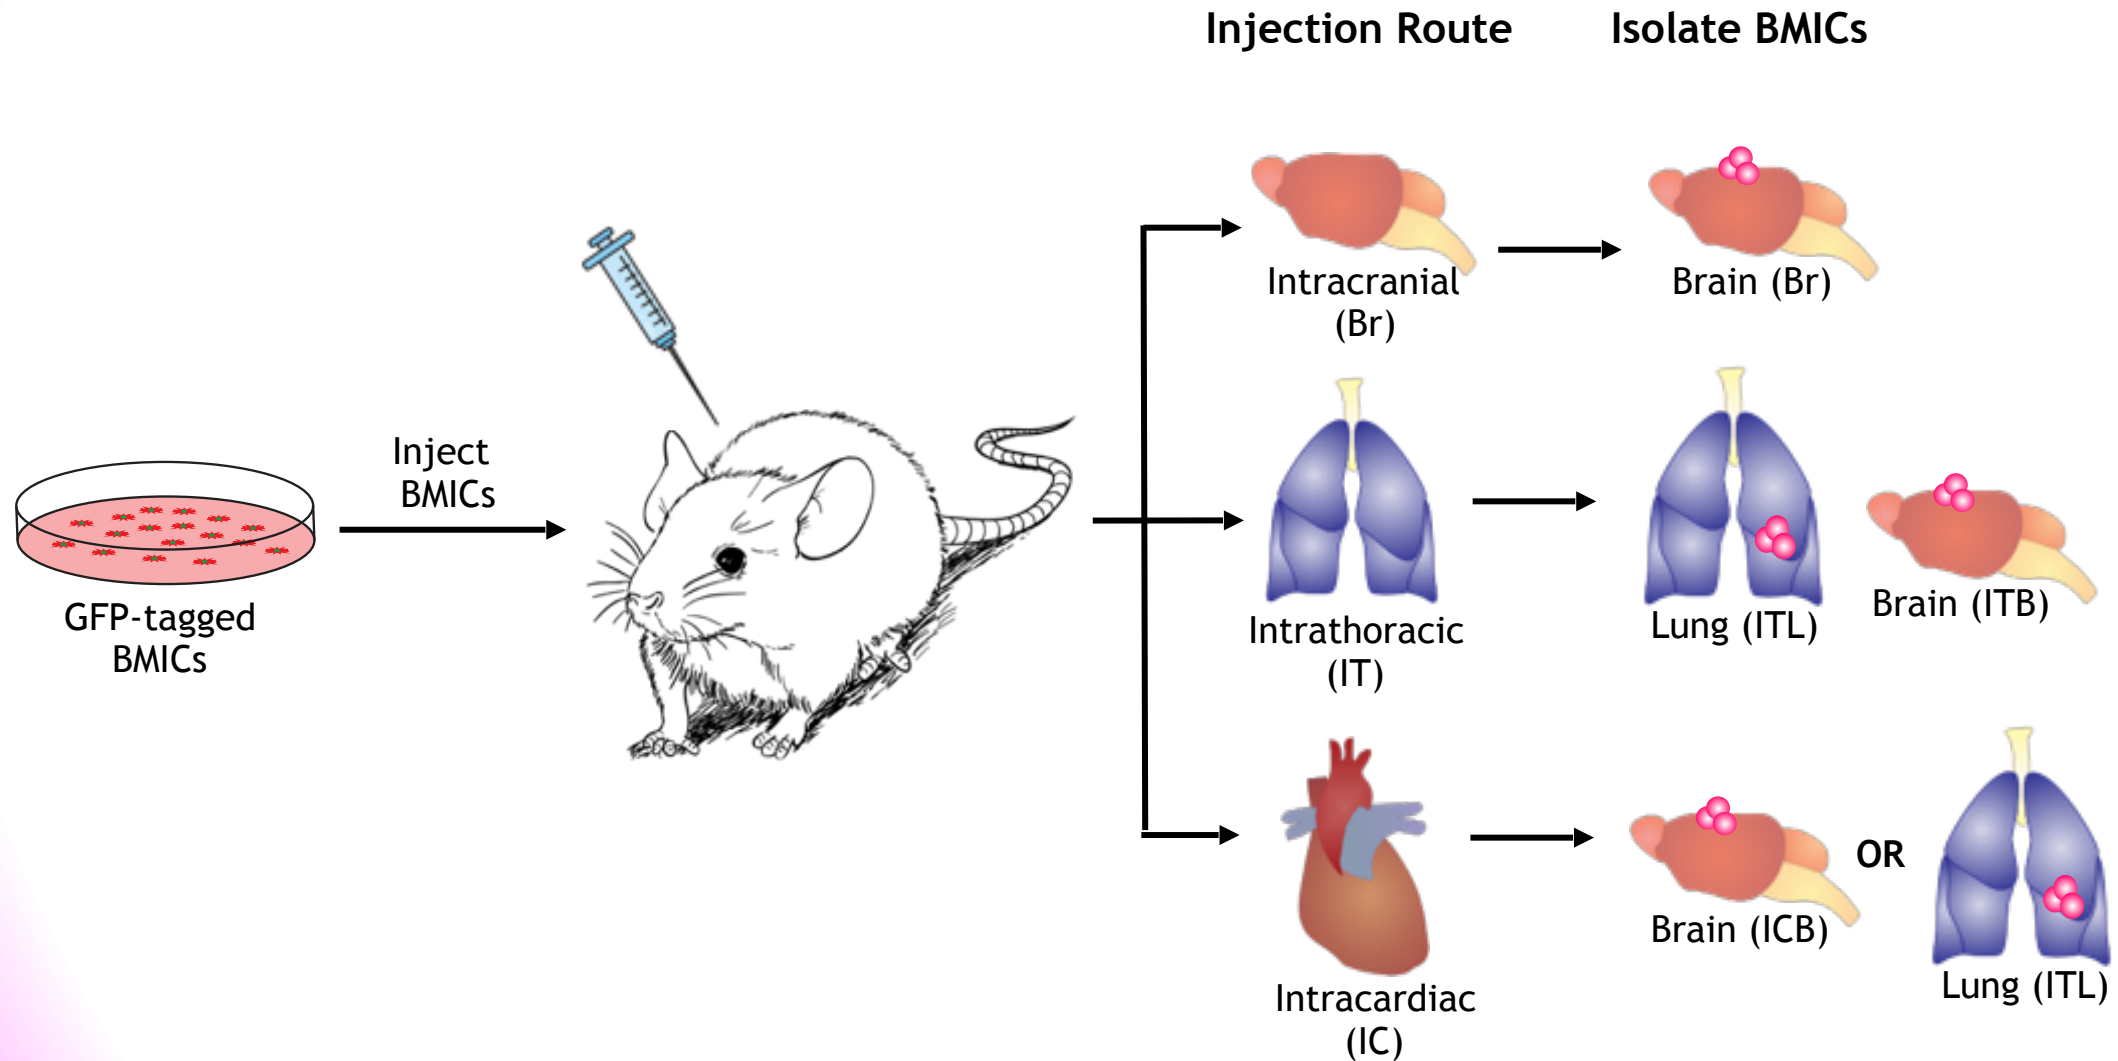 Injection Route
Isolate BMICs
Inject
BMICs
GFP-tagged
BMICs
Intracranial
(Br)
Brain (Br)
Intrathoracic
(IT)
Lung (ITL)
Brain (ITB)
Intracardiac
(IC)
Brain (ICB)
OR
Lung (ITL)